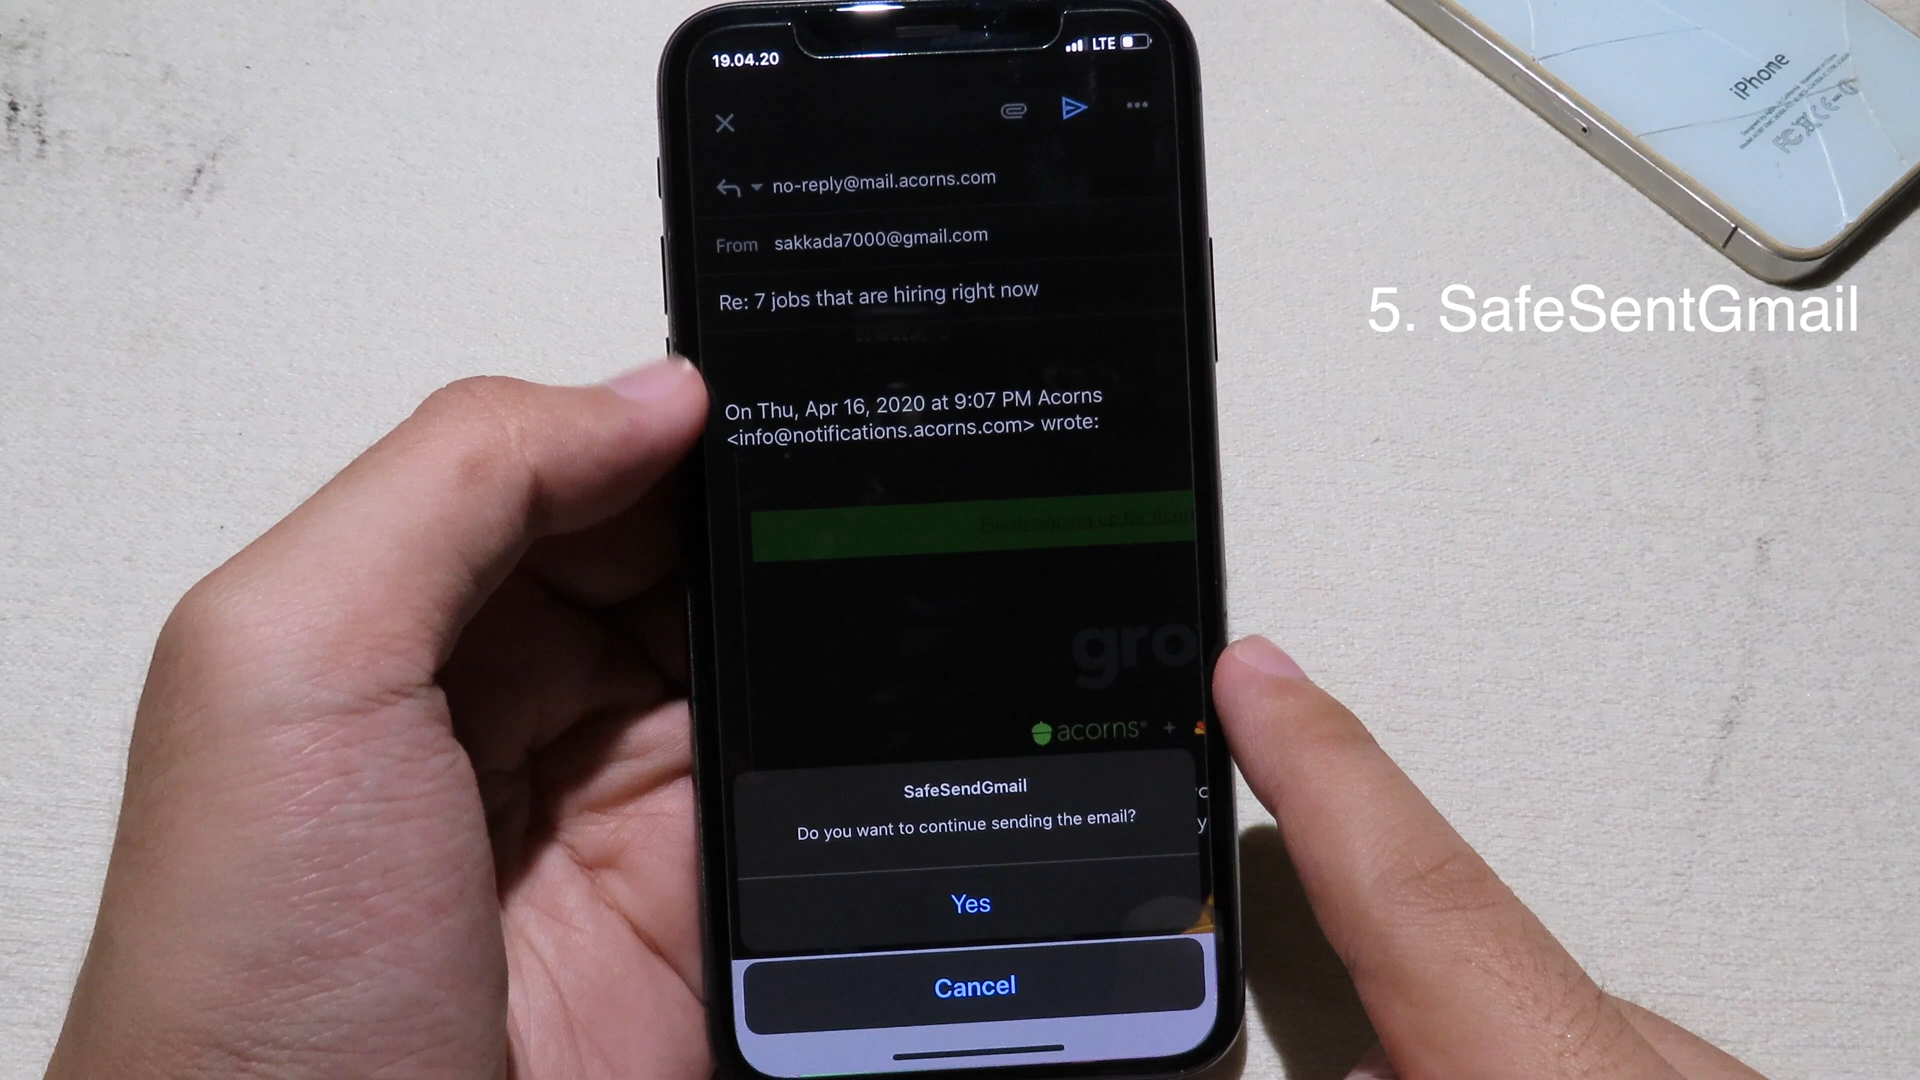 19.04.20
LTE
no-reply@mail.acorns.com
From sakkada7000@gmail.com
Re: 7 jobs that are hiring right now
On Thu, Apr 16, 2020 at 9:07 PM Acorns
<info@notifications.acorns.com> wrote:
gro
acorns® +
SafeSendGmail
Do you want to continue sending the email?
Yes
Cancel
iPhone
5. SafeSentGmail